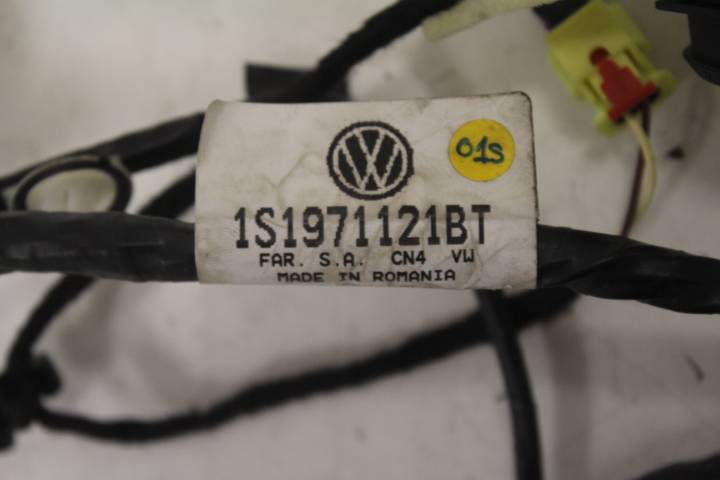 01S
1S1971121BT
FAR. S.A. CN4 VW
MADE IN ROMANIA